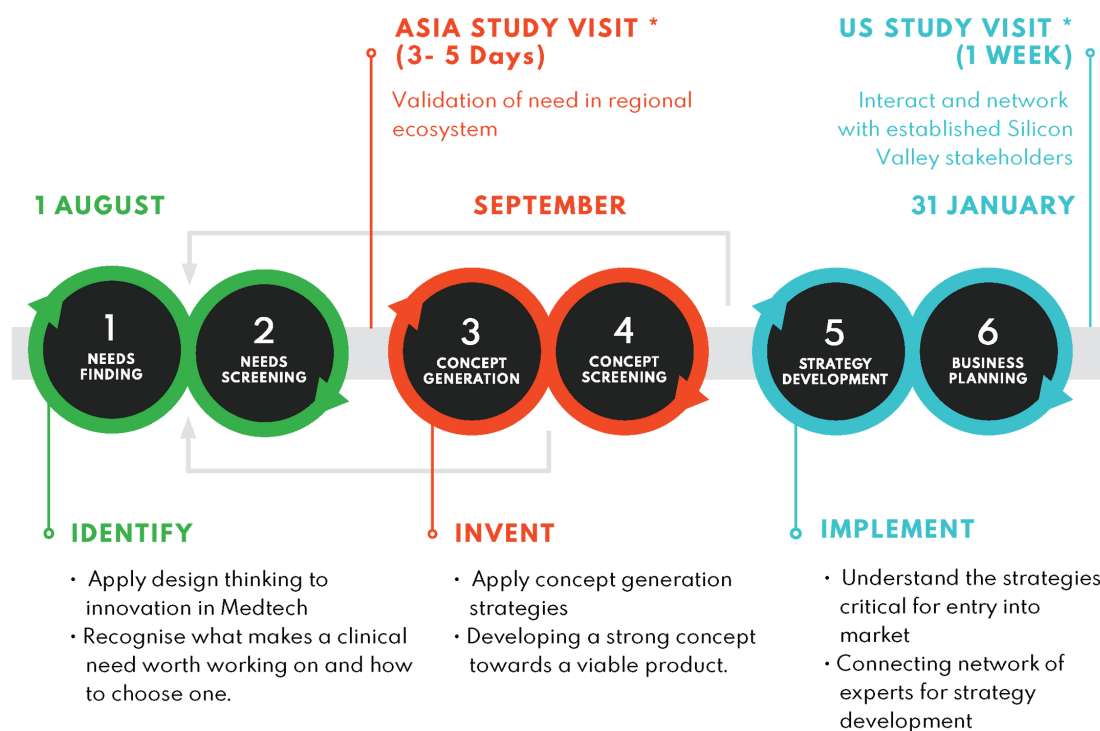 ASIA STUDY VISIT *
(3- 5 Days)
Validation of need in regional
ecosystem
US STUDY VISIT *
(1 WEEK)
Interact and network
with established Silicon
Valley stakeholders
1 AUGUST
SEPTEMBER
31 JANUARY
1
NEEDS
FINDING
2
NEEDS
SCREENING
3
CONCEPT
GENERATION
4
CONCEPT
SCREENING
5
STRATEGY
DEVELOPMENT
6
BUSINESS
PLANNING
IDENTIFY
• Apply design thinking to
innovation in Medtech
• Recognise what makes a clinical
need worth working on and how
to choose one.
INVENT
• Apply concept generation
strategies
• Developing a strong concept
towards a viable product.
IMPLEMENT
• Understand the strategies
critical for entry into
market
• Connecting network of
experts for strategy
development